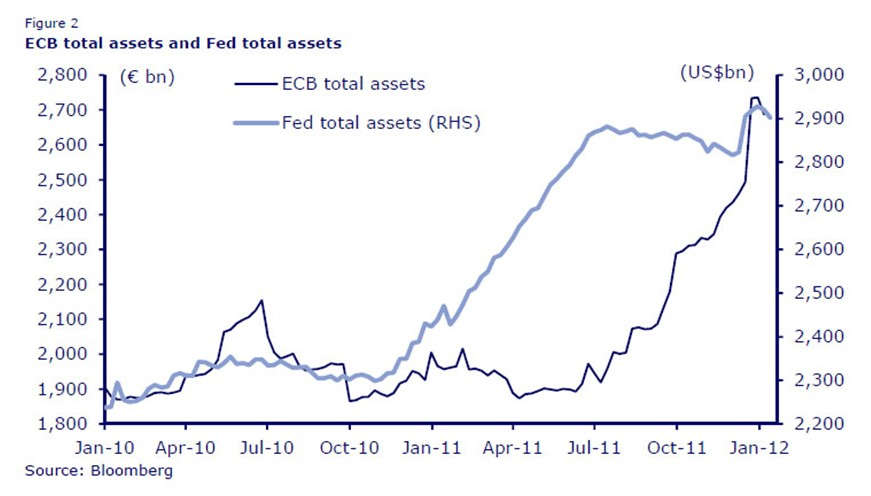 Figure 2
ECB total assets and Fed total assets
2,800 (€ bn) ECB total assets (US$bn) 3,000
2,700 Fed total assets (RHS) 2,900
2,600 2,800
2,500 2,700
2,400
2,300 2,600
2,200 2,500
2,100 2,400
2,000
1,900 2,300
1,800 2,200
Jan-10 Apr-10 Jul-10 Oct-10 Jan-11 Apr-11 Jul-11 Oct-11 Jan-12
Source: Bloomberg